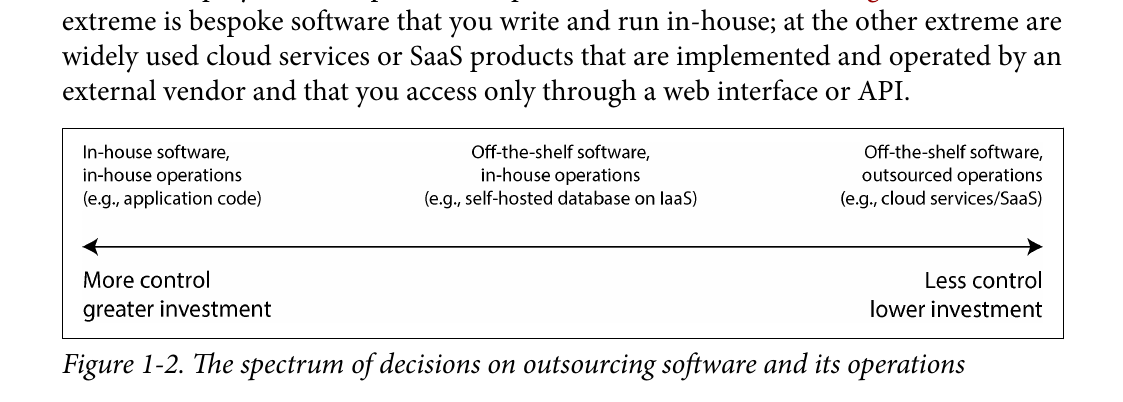 extreme is bespoke software that you write and run in-house; at the other extreme are
widely used cloud services or SaaS products that are implemented and operated by an
external vendor and that you access only through a web interface or API.
In-house software,
in-house operations
(e.g., application code)
Off-the-shelf software,
in-house operations
(e.g., self-hosted database on IaaS)
Off-the-shelf software,
outsourced operations
(e.g., cloud services/SaaS)
More control
greater investment
Less control
lower investment
Figure 1-2. The spectrum of decisions on outsourcing software and its operations